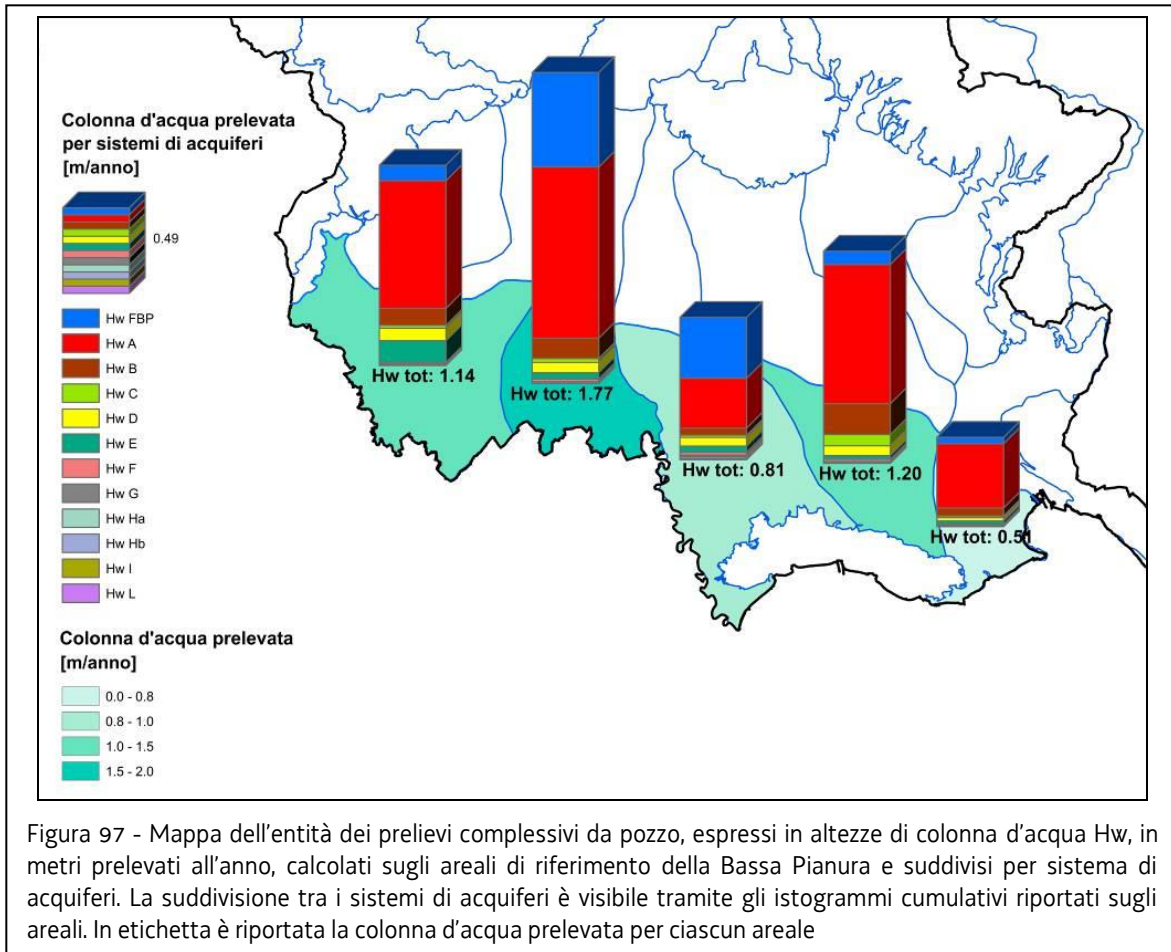 Colonna d'acqua prelevata
per sistemi di acquiferi
[m/anno]
0.49
Hw FBP
Hw A
Hw B
Hw C
Hw D
Hw E
Hw F
Hw G
Hw Ha
Hw Hb
Hw I
Hw L
Colonna d'acqua prelevata
[m/anno]
0.0 - 0.8
0.8 - 1.0
1.0 - 1.5
1.5 - 2.0
Hw tot: 1.14
Hw tot: 1.77
Hw tot: 0.81
Hw tot: 1.20
Hw tot: 0.51
Figura 97 - Mappa dell'entità dei prelievi complessivi da pozzo, espressi in altezze di colonna d'acqua Hw, in
metri prelevati all'anno, calcolati sugli areali di riferimento della Bassa Pianura e suddivisi per sistema di
acquiferi. La suddivisione tra i sistemi di acquiferi è visibile tramite gli istogrammi cumulativi riportati sugli
areali. In etichetta è riportata la colonna d'acqua prelevata per ciascun areale